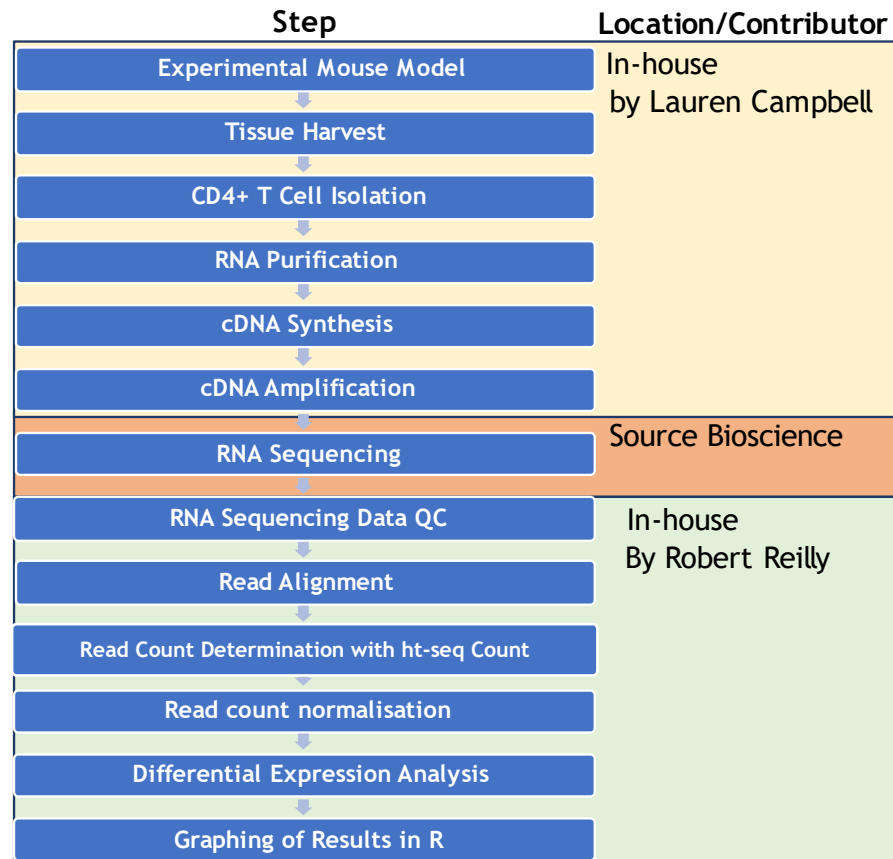 Step
Location/Contributor
Experimental Mouse Model
In-house
by Lauren Campbell
Tissue Harvest
CD4+ T Cell Isolation
RNA Purification
cDNA Synthesis
cDNA Amplification
Source Bioscience
RNA Sequencing
RNA Sequencing Data QC
In-house
By Robert Reilly
Read Alignment
Read Count Determination with ht-seq Count
Read count normalisation
Differential Expression Analysis
Graphing of Results in R